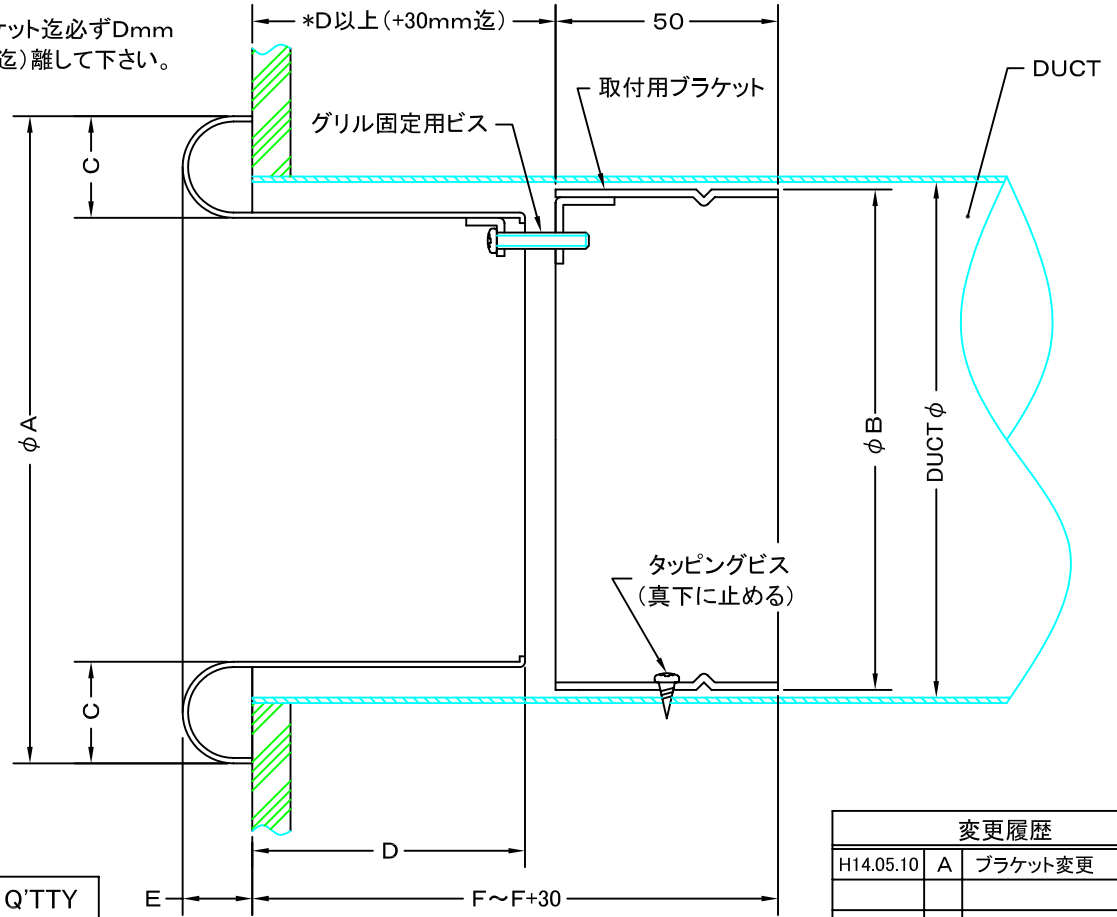 *D以上(+30mm迄)
50
ケット迄必ずDmm
迄)離して下さい。
DUCT
取付用ブラケット
グリル固定用ビス
C
φA
φB
DUCTφ
タッピングビス
(真下に止める)
C
D
変更履歴
H14.05.10 A ブラケット変更
Q'TTY
E
F~F+30